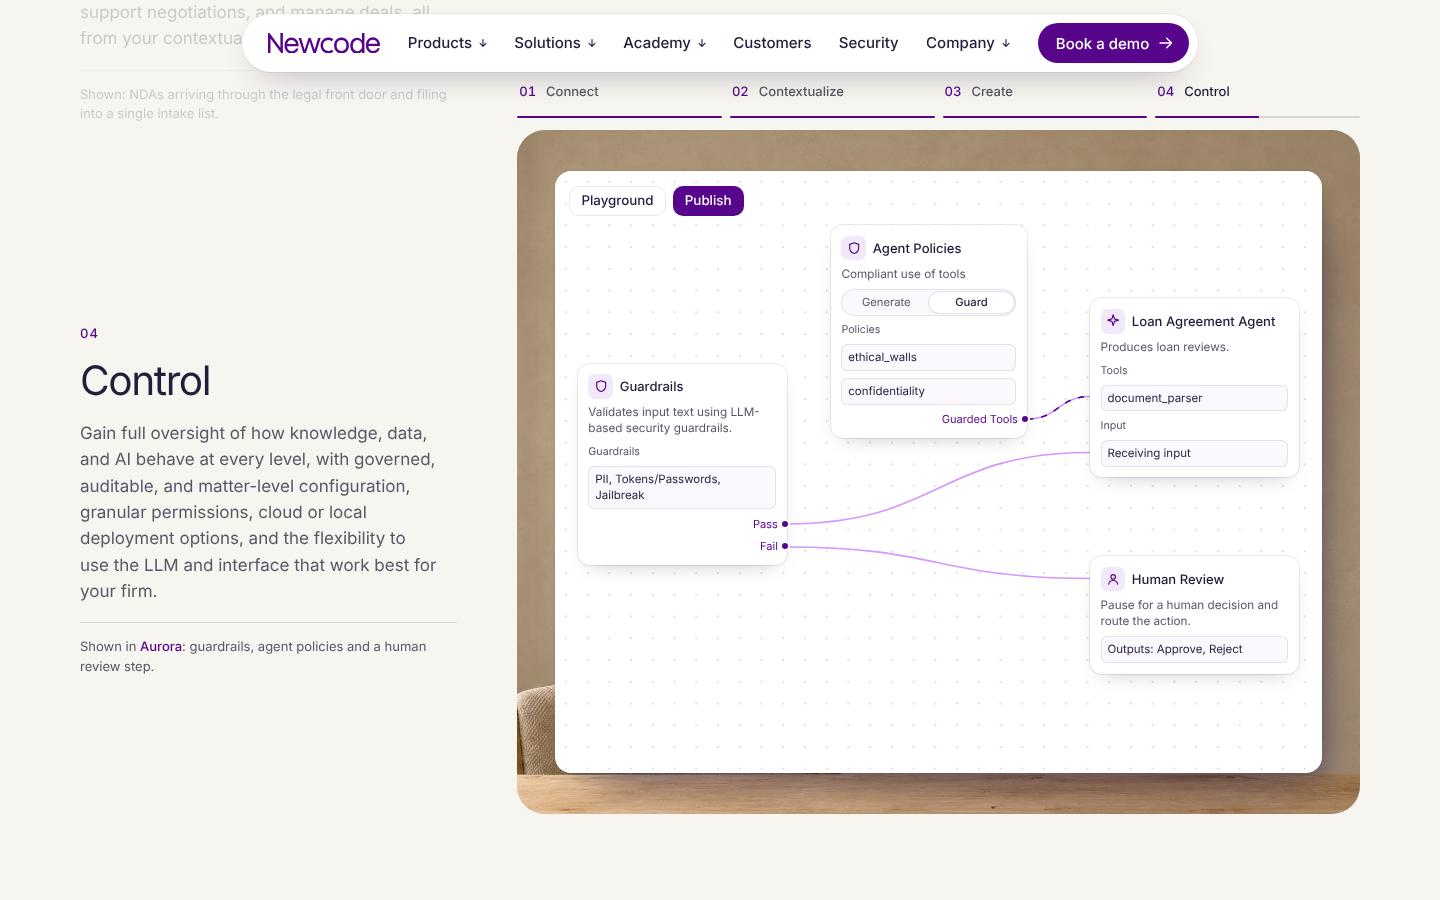 support negotiations, and manage deals, all
from your contextua
Shown: NDAs arriving through the legal front door and filing
into a single intake list.
Newcode
Products
Solutions
Academy
Customers
Security
Company
Book a demo
01 Connect
02 Contextualize
03 Create
04 Control
04
Control
Gain full oversight of how knowledge, data,
and AI behave at every level, with governed,
auditable, and matter-level configuration,
granular permissions, cloud or local
deployment options, and the flexibility to
use the LLM and interface that work best for
your firm.
Shown in Aurora: guardrails, agent policies and a human
review step.
Playground
Publish
Guardrails
Validates input text using LLM-
based security guardrails.
Guardrails
PII, Tokens/Passwords,
Jailbreak
Pass
Fail
Agent Policies
Compliant use of tools
Generate
Guard
Policies
ethical_walls
confidentiality
Guarded Tools
Loan Agreement Agent
Produces loan reviews.
Tools
document_parser
Input
Receiving input
Human Review
Pause for a human decision and
route the action.
Outputs: Approve, Reject